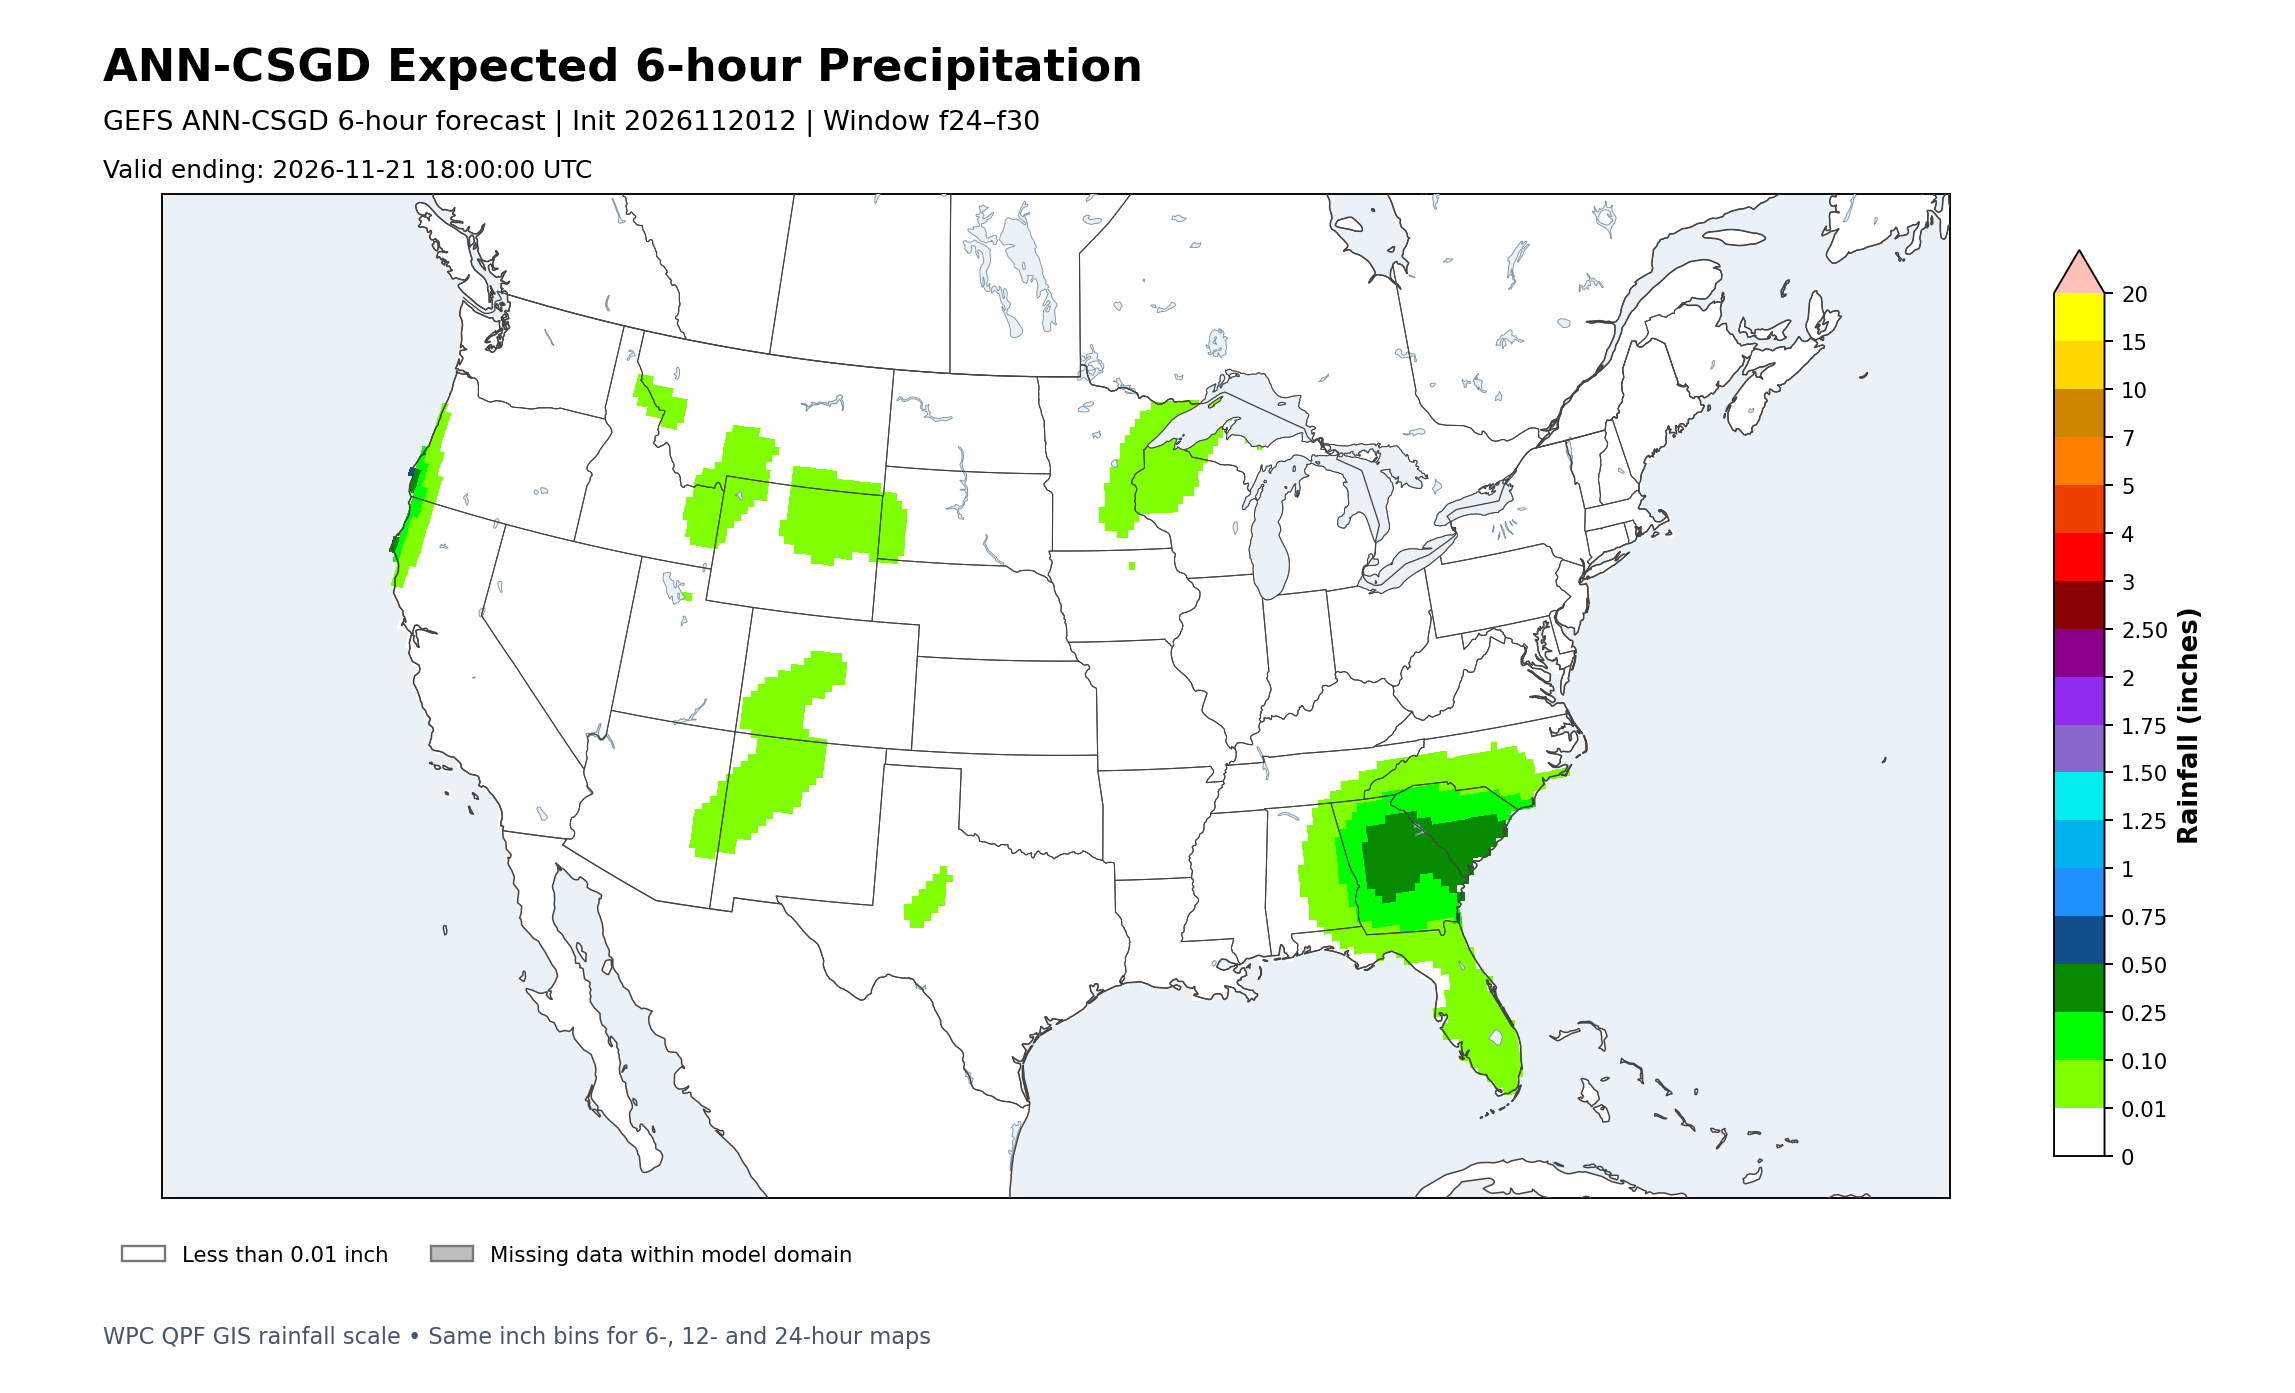 ANN-CSGD Expected 6-hour Precipitation
GEFS ANN-CSGD 6-hour forecast | Init 2026112012 | Window f24–f30
Valid ending: 2026-11-21 18:00:00 UTC
20
15
10
7
5
4
3
2.50
2
1.75
1.50
1.25
1
0.75
0.50
0.25
0.10
0.01
0
Rainfall (inches)
Less than 0.01 inch
Missing data within model domain
WPC QPF GIS rainfall scale • Same inch bins for 6-, 12- and 24-hour maps